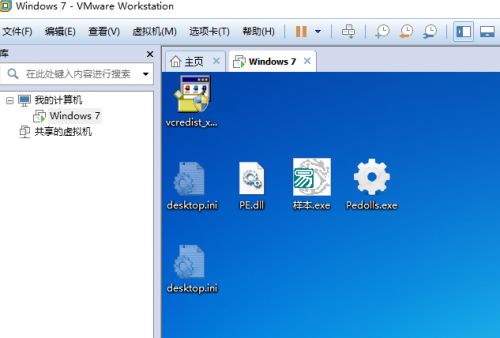 Windows 7 - VMware Workstation
文件(F) 编辑(E) 查看(V) 虚拟机(M) 选项卡(T) 帮助(H)
库
在此处键入内容进行搜索
我的计算机
Windows 7
共享的虚拟机
主页
Windows 7
vcredist_x...
desktop.ini
PE.dll
易
样本.exe
Pedolls.exe
desktop.ini